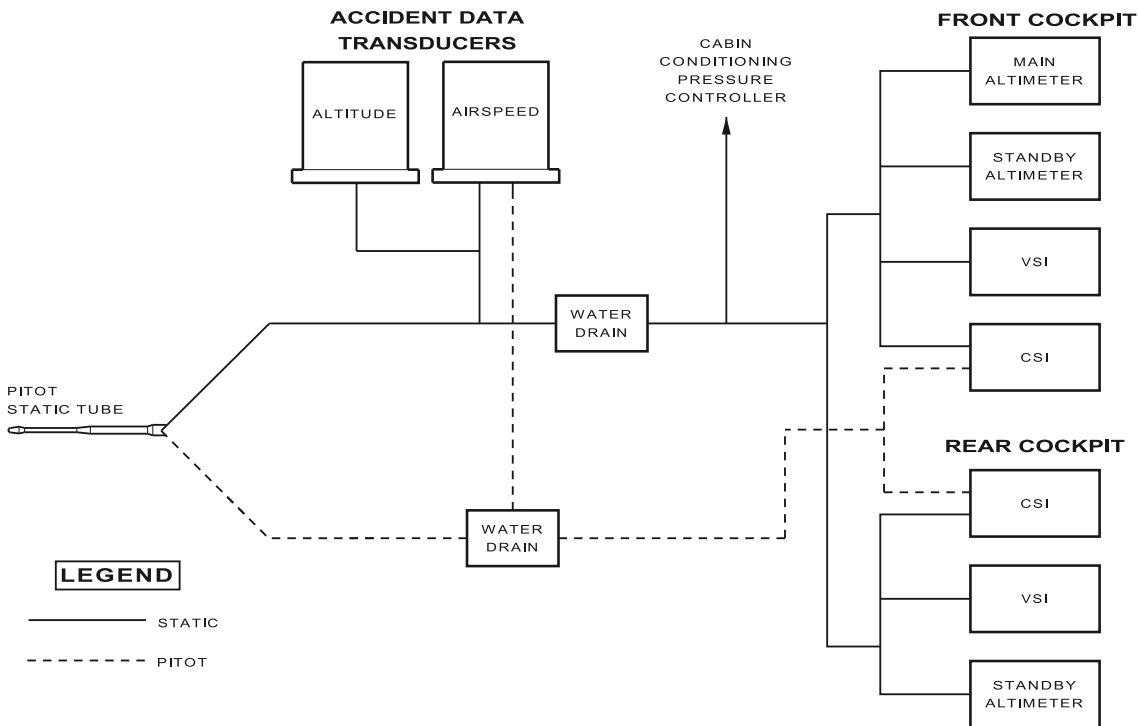 ACCIDENT DATA
TRANSDUCERS
ALTITUDE
AIRSPEED
CABIN
CONDITIONING
PRESSURE
CONTROLLER
FRONT COCKPIT
MAIN
ALTIMETER
STANDBY
ALTIMETER
VSI
CSI
WATER
DRAIN
PITOT
STATIC TUBE
WATER
DRAIN
REAR COCKPIT
CSI
VSI
STANDBY
ALTIMETER
LEGEND
STATIC
PITOT